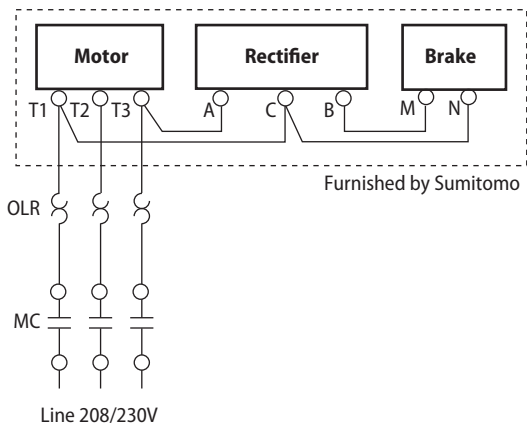 Motor Rectifier Brake
T1 T2 T3 A C B M N
Furnished by Sumitomo
OLR
MC
Line 208/230V